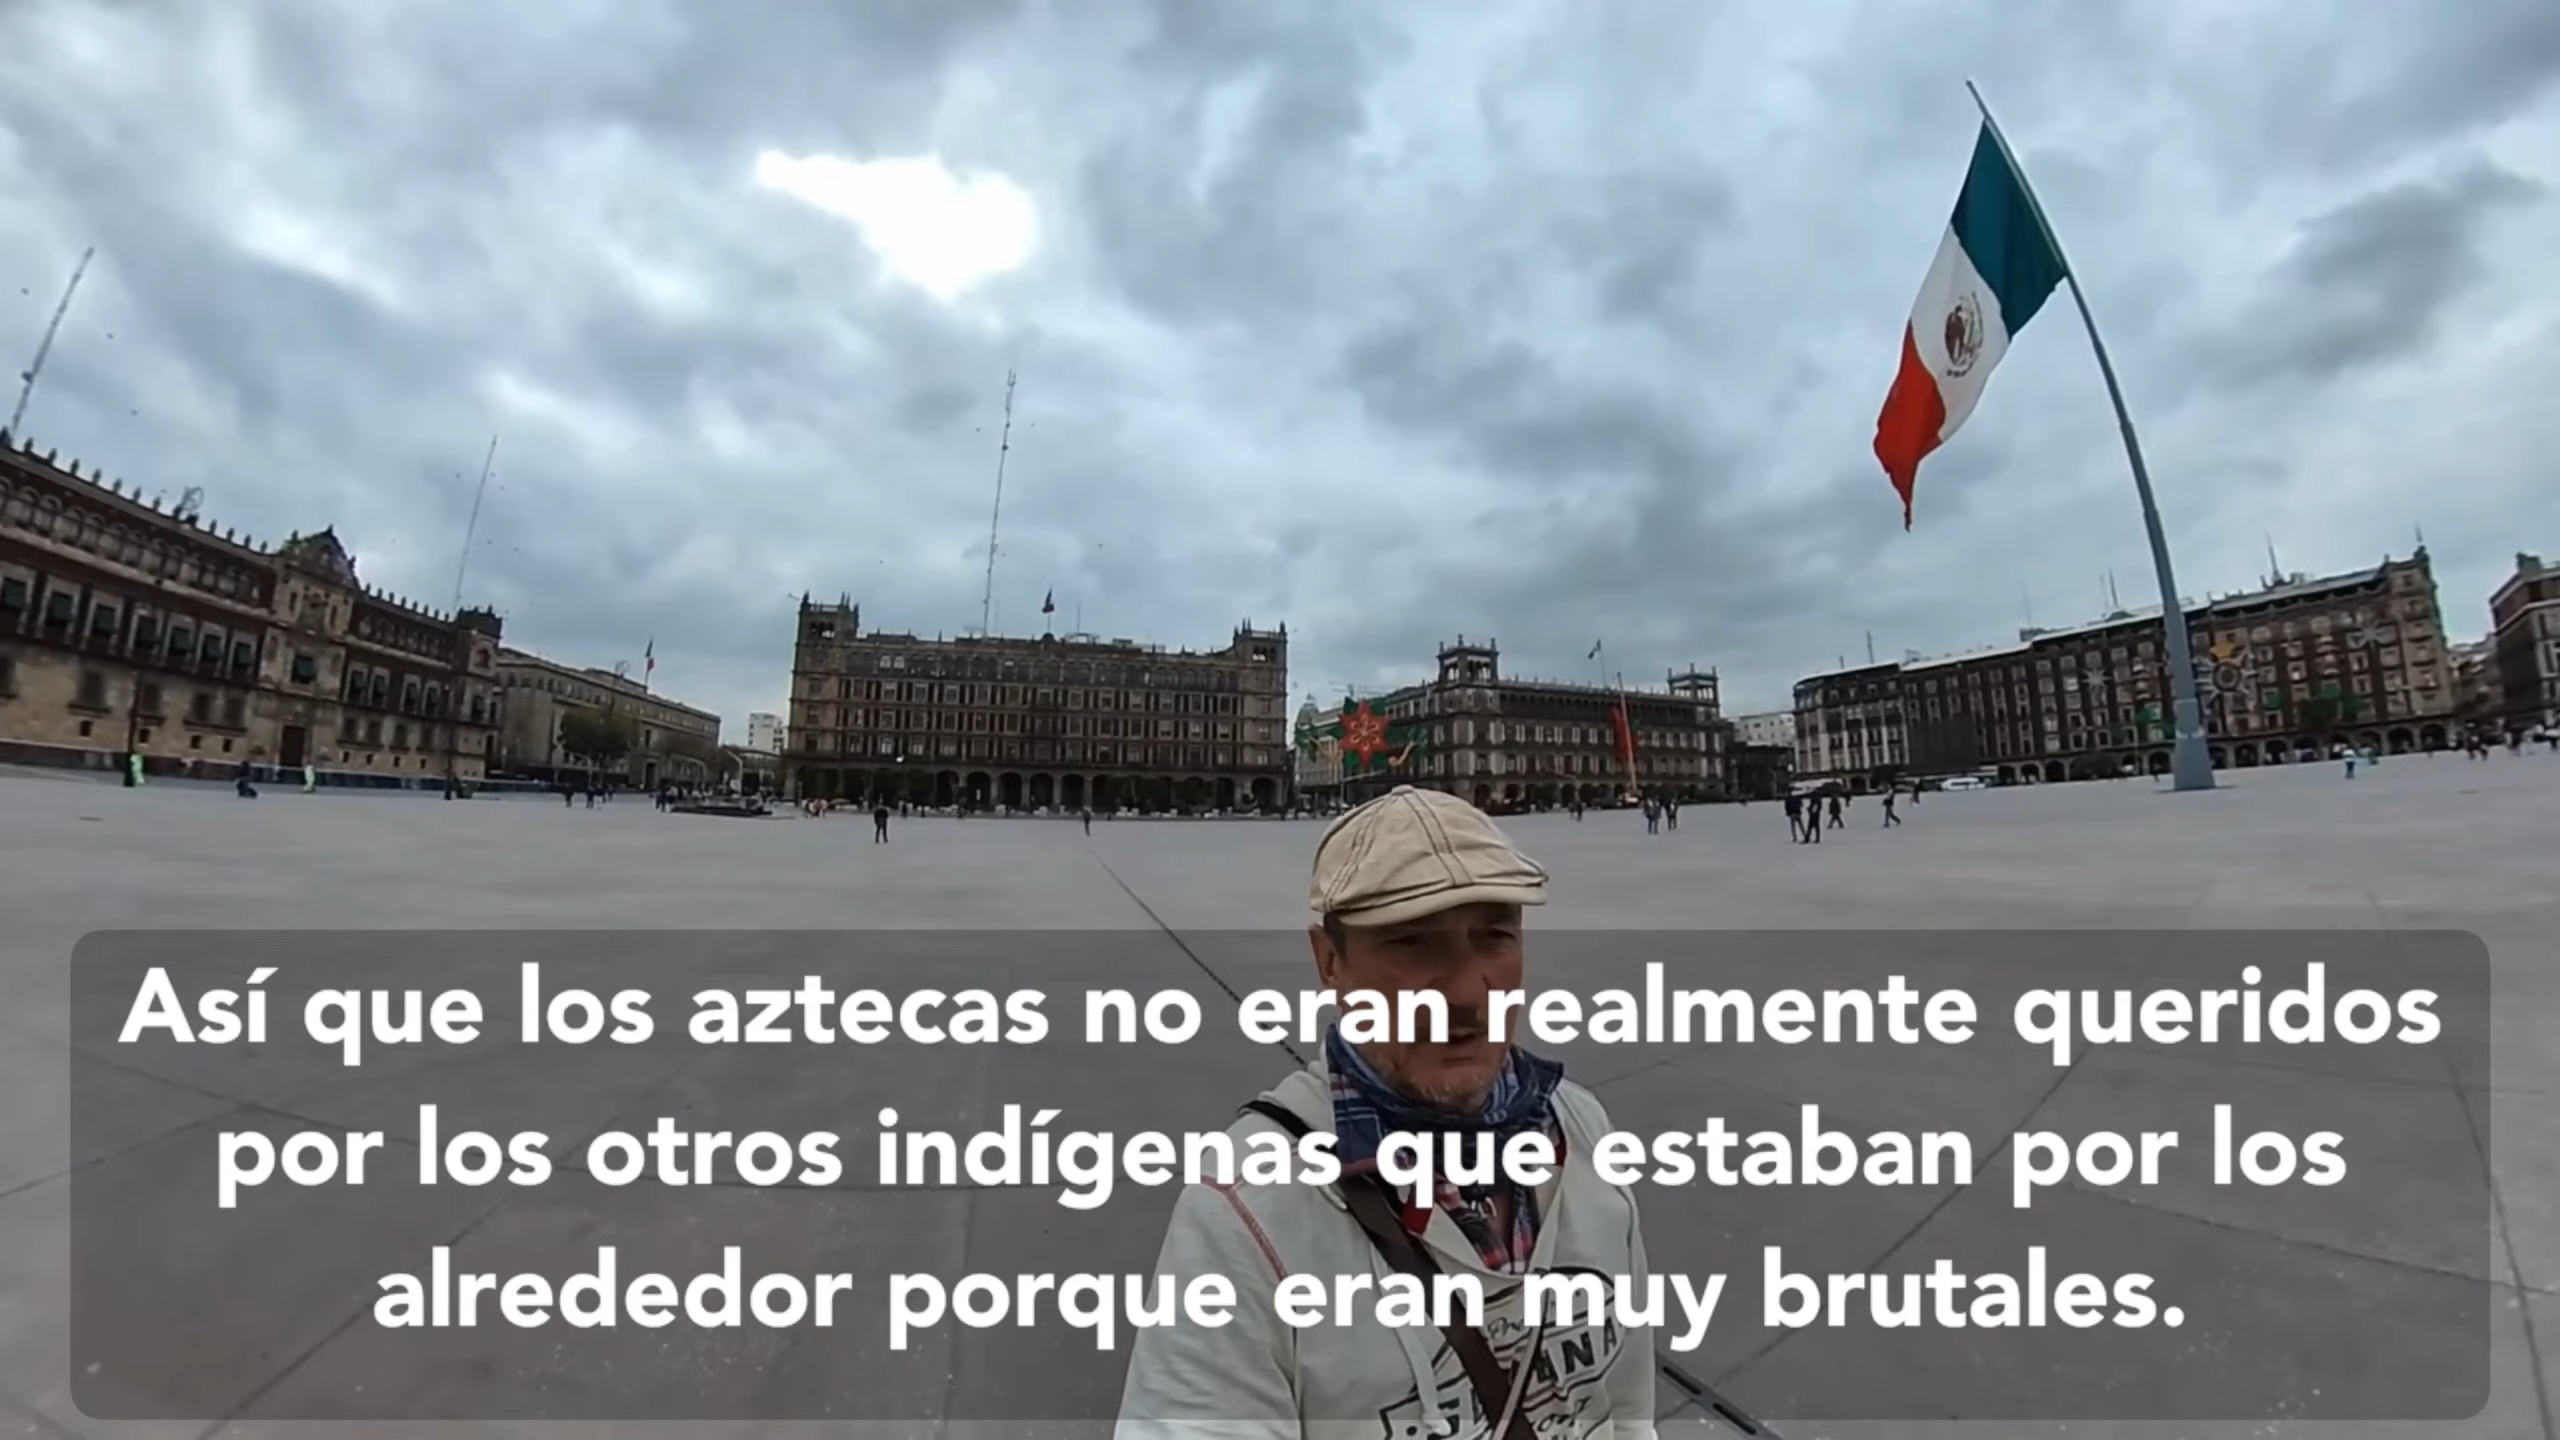 Así que los aztecas no eran realmente queridos
por los otros indígenas que estaban por los
alrededor porque eran muy brutales.